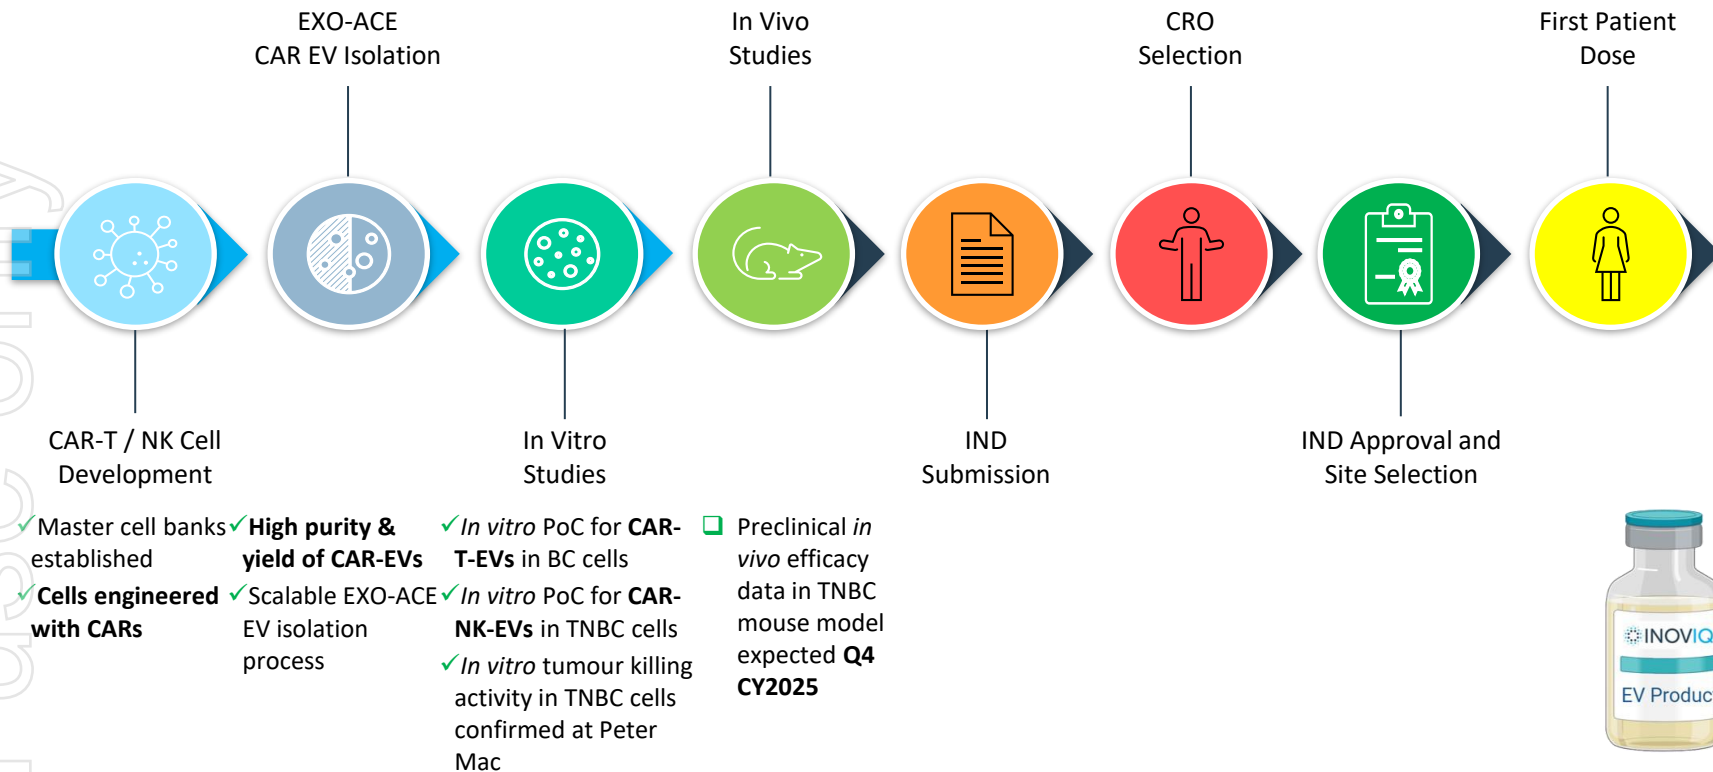 EXO-ACE
CAR EV Isolation
In Vivo
Studies
CRO
Selection
First Patient
Dose
CAR-T / NK Cell
Development
In Vitro
Studies
IND
Submission
IND Approval and
Site Selection
✓Master cell banks
established
✓Cells engineered
with CARs
✓High purity &
yield of CAR-EVs
✓Scalable EXO-ACE
EV isolation
process
✓In vitro PoC for CAR-
T-EVs in BC cells
✓In vitro PoC for CAR-
NK-EVs in TNBC cells
✓In vitro tumour killing
activity in TNBC cells
confirmed at Peter
Mac
❑ Preclinical in
vivo efficacy
data in TNBC
mouse model
expected Q4
CY2025
INOVIQ
EV Product